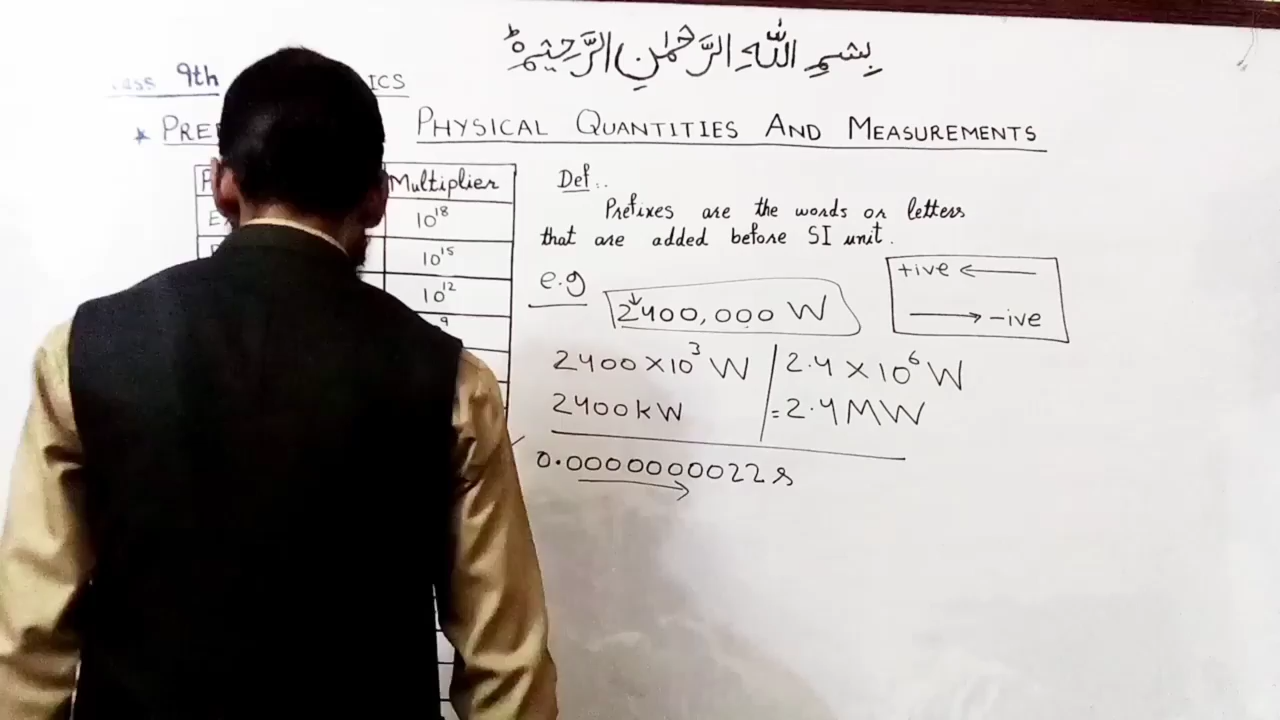 بِسْمِ اللهِ الرَّحْمٰنِ الرَّحِيْمِ ط
9th ICS
PHYSICAL QUANTITIES AND MEASUREMENTS
Multiplier
10¹⁸
10¹⁵
10¹²
9
Def..
Prefixes are the words or letters
that are added before SI unit.
e.g
2400,000 W
+ive ←
→ -ive
2400 × 10³ W
2400 kW
2.4 × 10⁶ W
= 2.4 MW
0.0000000022 s